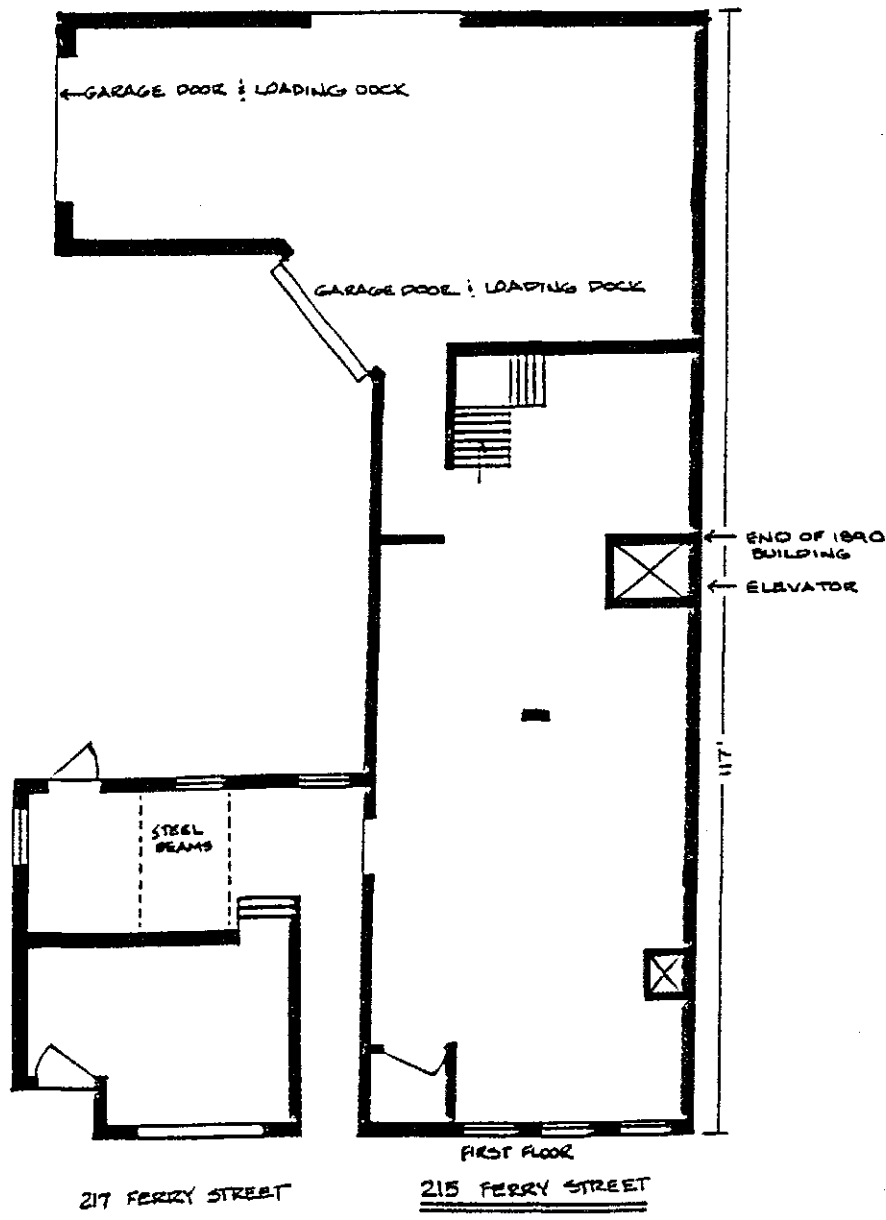 ←GARAGE DOOR & LOADING DOCK
GARAGE DOOR & LOADING DOCK
← END OF 1890
BUILDING
← ELEVATOR
117'
STEEL
BEAMS
FIRST FLOOR
217 FERRY STREET
215 FERRY STREET